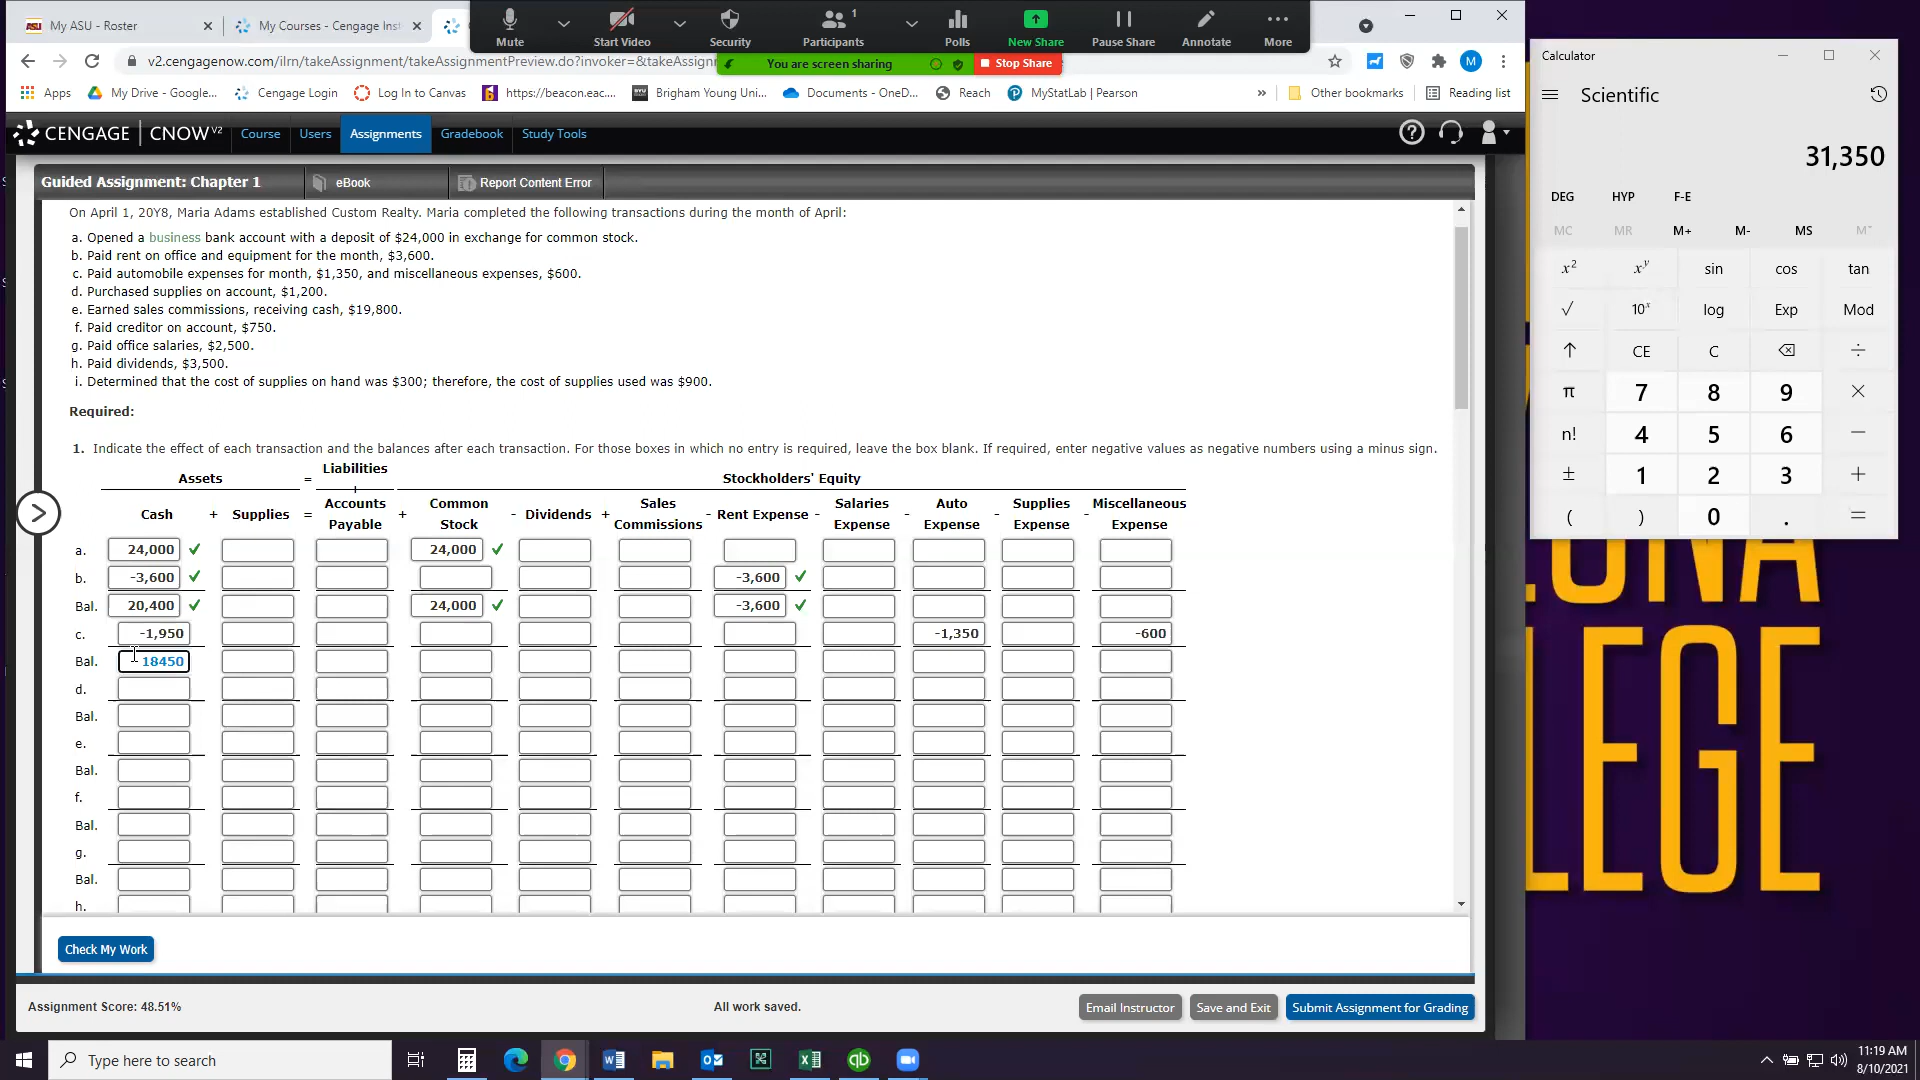 My ASU - Roster
My Courses - Cengage Inst
Mute
Start Video
Security
Participants
1
Polls
New Share
Pause Share
Annotate
More
v2.cengagenow.com/ilrn/takeAssignment/takeAssignmentPreview.do?invoker=&takeAssignr
You are screen sharing
Stop Share
M
Apps
My Drive - Google...
Cengage Login
Log In to Canvas
https://beacon.eac....
Brigham Young Uni...
Documents - OneD...
Reach
MyStatLab | Pearson
»
Other bookmarks
Reading list
CENGAGE | CNOWV2
Course
Users
Assignments
Gradebook
Study Tools
Guided Assignment: Chapter 1
eBook
Report Content Error
On April 1, 20Y8, Maria Adams established Custom Realty. Maria completed the following transactions during the month of April:
a. Opened a business bank account with a deposit of $24,000 in exchange for common stock.
b. Paid rent on office and equipment for the month, $3,600.
c. Paid automobile expenses for month, $1,350, and miscellaneous expenses, $600.
d. Purchased supplies on account, $1,200.
e. Earned sales commissions, receiving cash, $19,800.
f. Paid creditor on account, $750.
g. Paid office salaries, $2,500.
h. Paid dividends, $3,500.
i. Determined that the cost of supplies on hand was $300; therefore, the cost of supplies used was $900.
Required:
1. Indicate the effect of each transaction and the balances after each transaction. For those boxes in which no entry is required, leave the box blank. If required, enter negative values as negative numbers using a minus sign.
Assets = Liabilities + Stockholders' Equity
Cash + Supplies = Accounts Payable + Common Stock - Dividends + Sales Commissions - Rent Expense - Salaries Expense - Auto Expense - Supplies Expense - Miscellaneous Expense
a. 24,000 ✓ 24,000 ✓
b. -3,600 ✓ -3,600 ✓
Bal. 20,400 ✓ 24,000 ✓ -3,600 ✓
c. -1,950 -1,350 -600
Bal. 18450
d.
Bal.
e.
Bal.
f.
Bal.
g.
Bal.
h.
Check My Work
Assignment Score: 48.51%
All work saved.
Email Instructor
Save and Exit
Submit Assignment for Grading
Calculator
Scientific
31,350
DEG HYP F-E
MC MR M+ M- MS M˅
x² xʸ sin cos tan
√ 10ˣ log Exp Mod
↑ CE C ⌫ ÷
π 7 8 9 ×
n! 4 5 6 −
± 1 2 3 +
( ) 0 . =
Type here to search
11:19 AM
8/10/2021